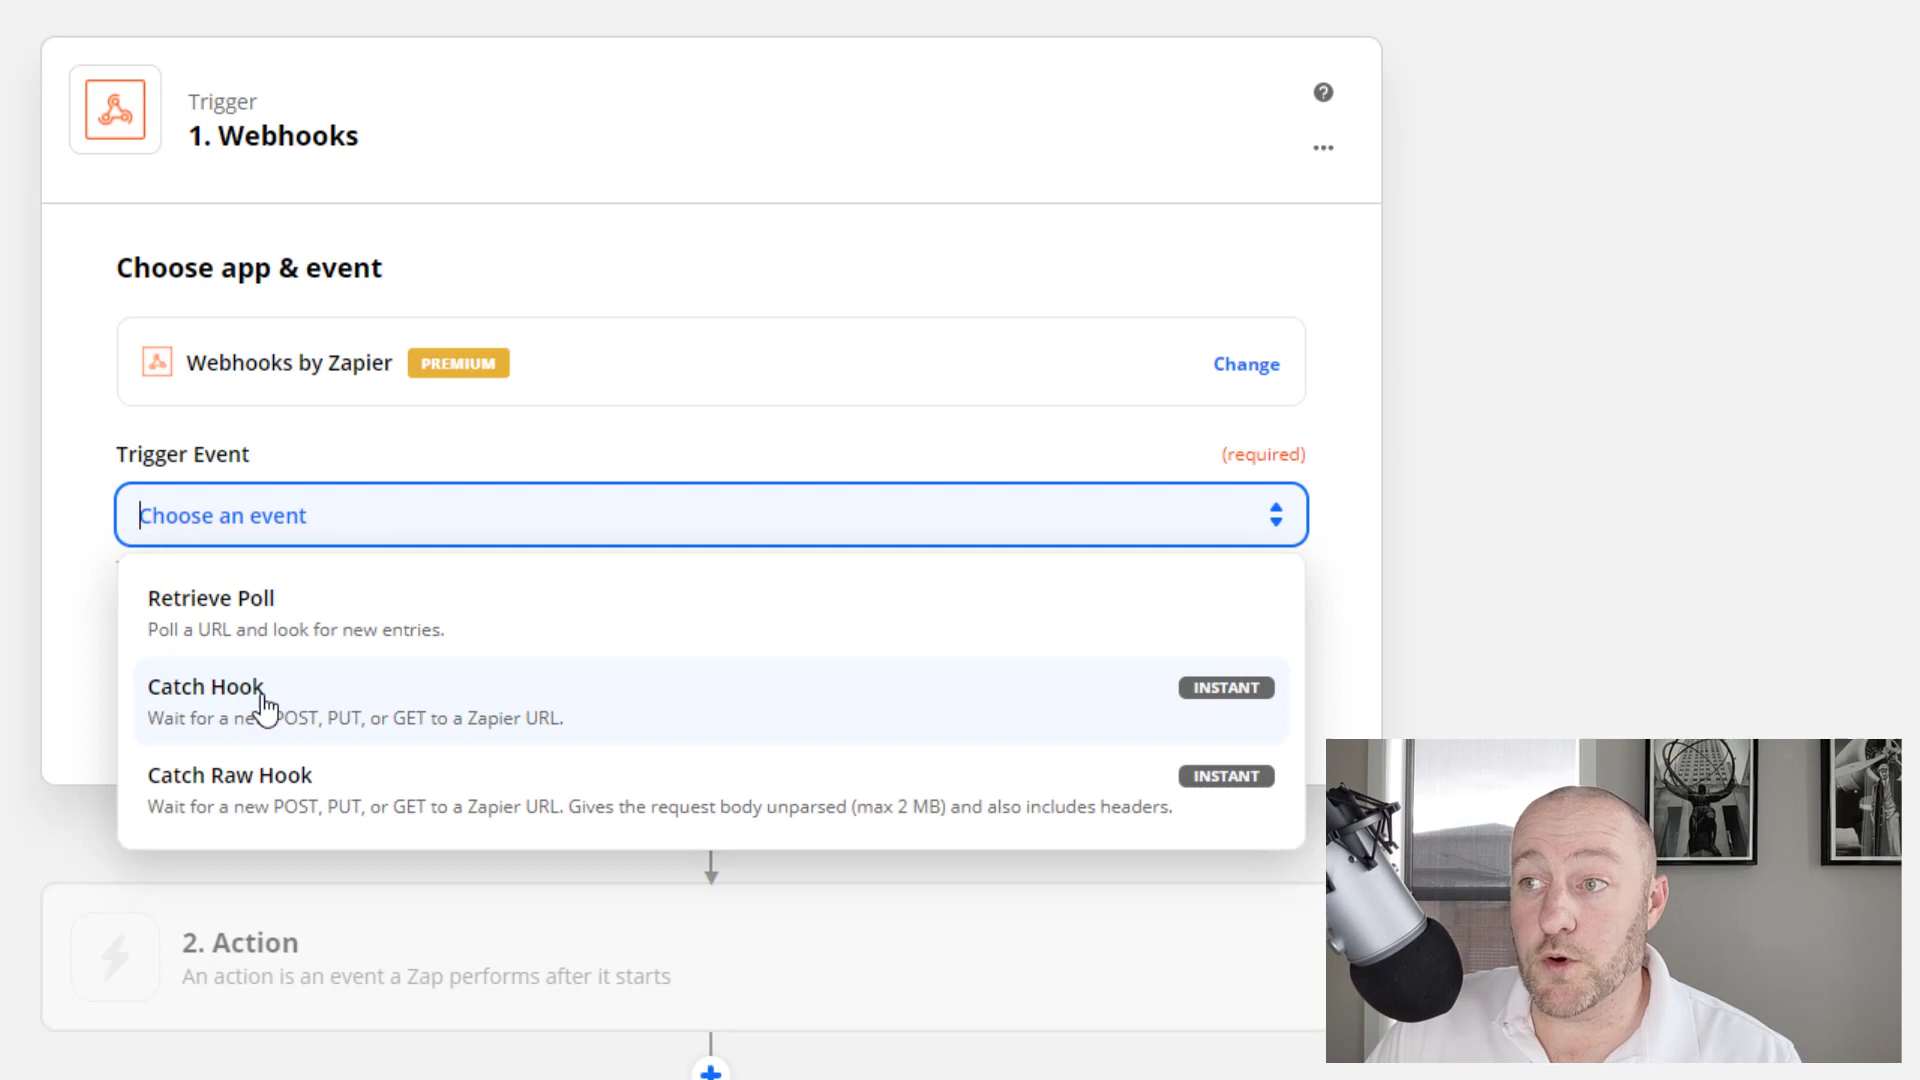 Trigger
1. Webhooks
Choose app & event
Webhooks by Zapier PREMIUM Change
Trigger Event (required)
Choose an event
Retrieve Poll
Poll a URL and look for new entries.
Catch Hook INSTANT
Wait for a new POST, PUT, or GET to a Zapier URL.
Catch Raw Hook INSTANT
Wait for a new POST, PUT, or GET to a Zapier URL. Gives the request body unparsed (max 2 MB) and also includes headers.
2. Action
An action is an event a Zap performs after it starts